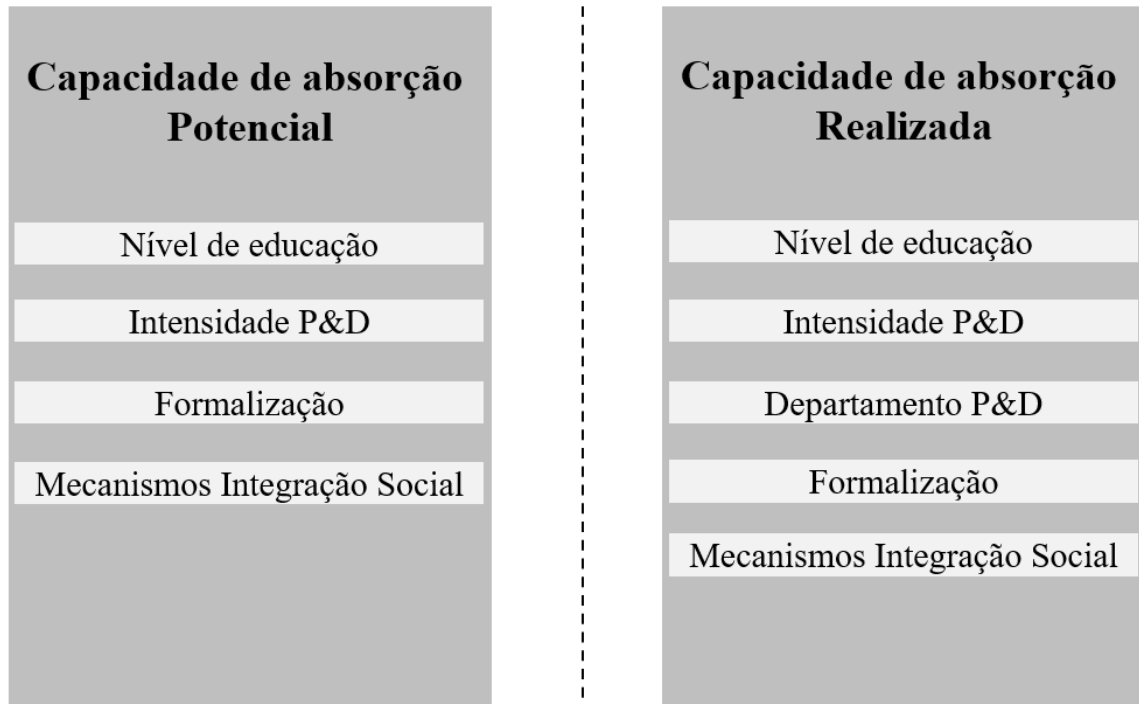 Capacidade de absorção
Potencial
Nível de educação
Intensidade P&D
Formalização
Mecanismos Integração Social
Capacidade de absorção
Realizada
Nível de educação
Intensidade P&D
Departamento P&D
Formalização
Mecanismos Integração Social